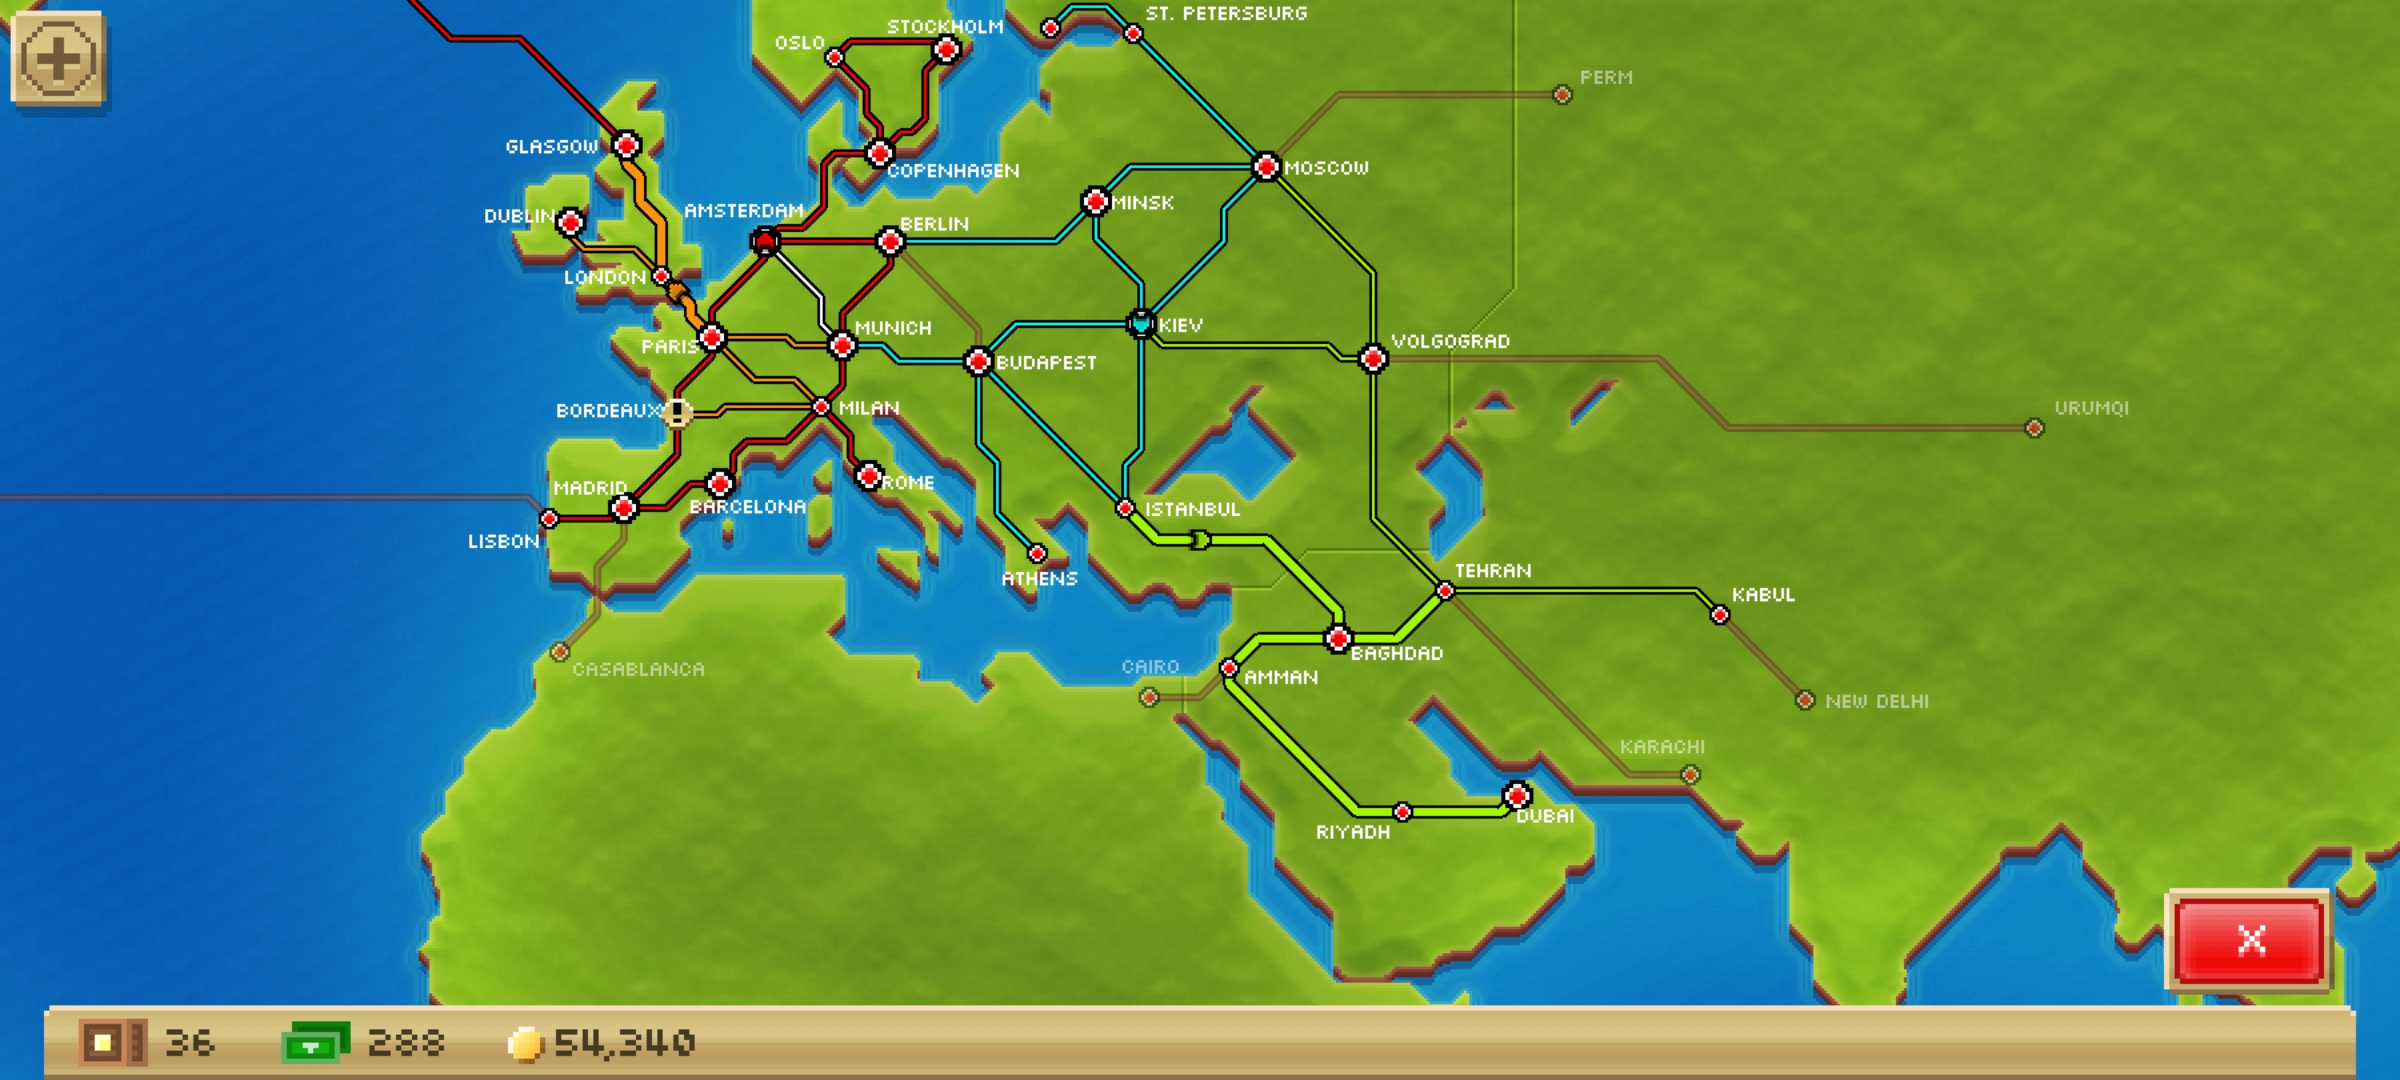 ST. PETERSBURG
STOCKHOLM
OSLO
PERM
GLASGOW
COPENHAGEN
MOSCOW
MINSK
DUBLIN
AMSTERDAM
BERLIN
LONDON
MUNICH
KIEV
PARIS
VOLGOGRAD
BUDAPEST
BORDEAUX
MILAN
URUMQI
ROME
MADRID
BARCELONA
ISTANBUL
LISBON
TEHRAN
ATHENS
KABUL
BAGHDAD
CASABLANCA
CAIRO
AMMAN
NEW DELHI
KARACHI
DUBAI
RIYADH
X
36 288 54,340